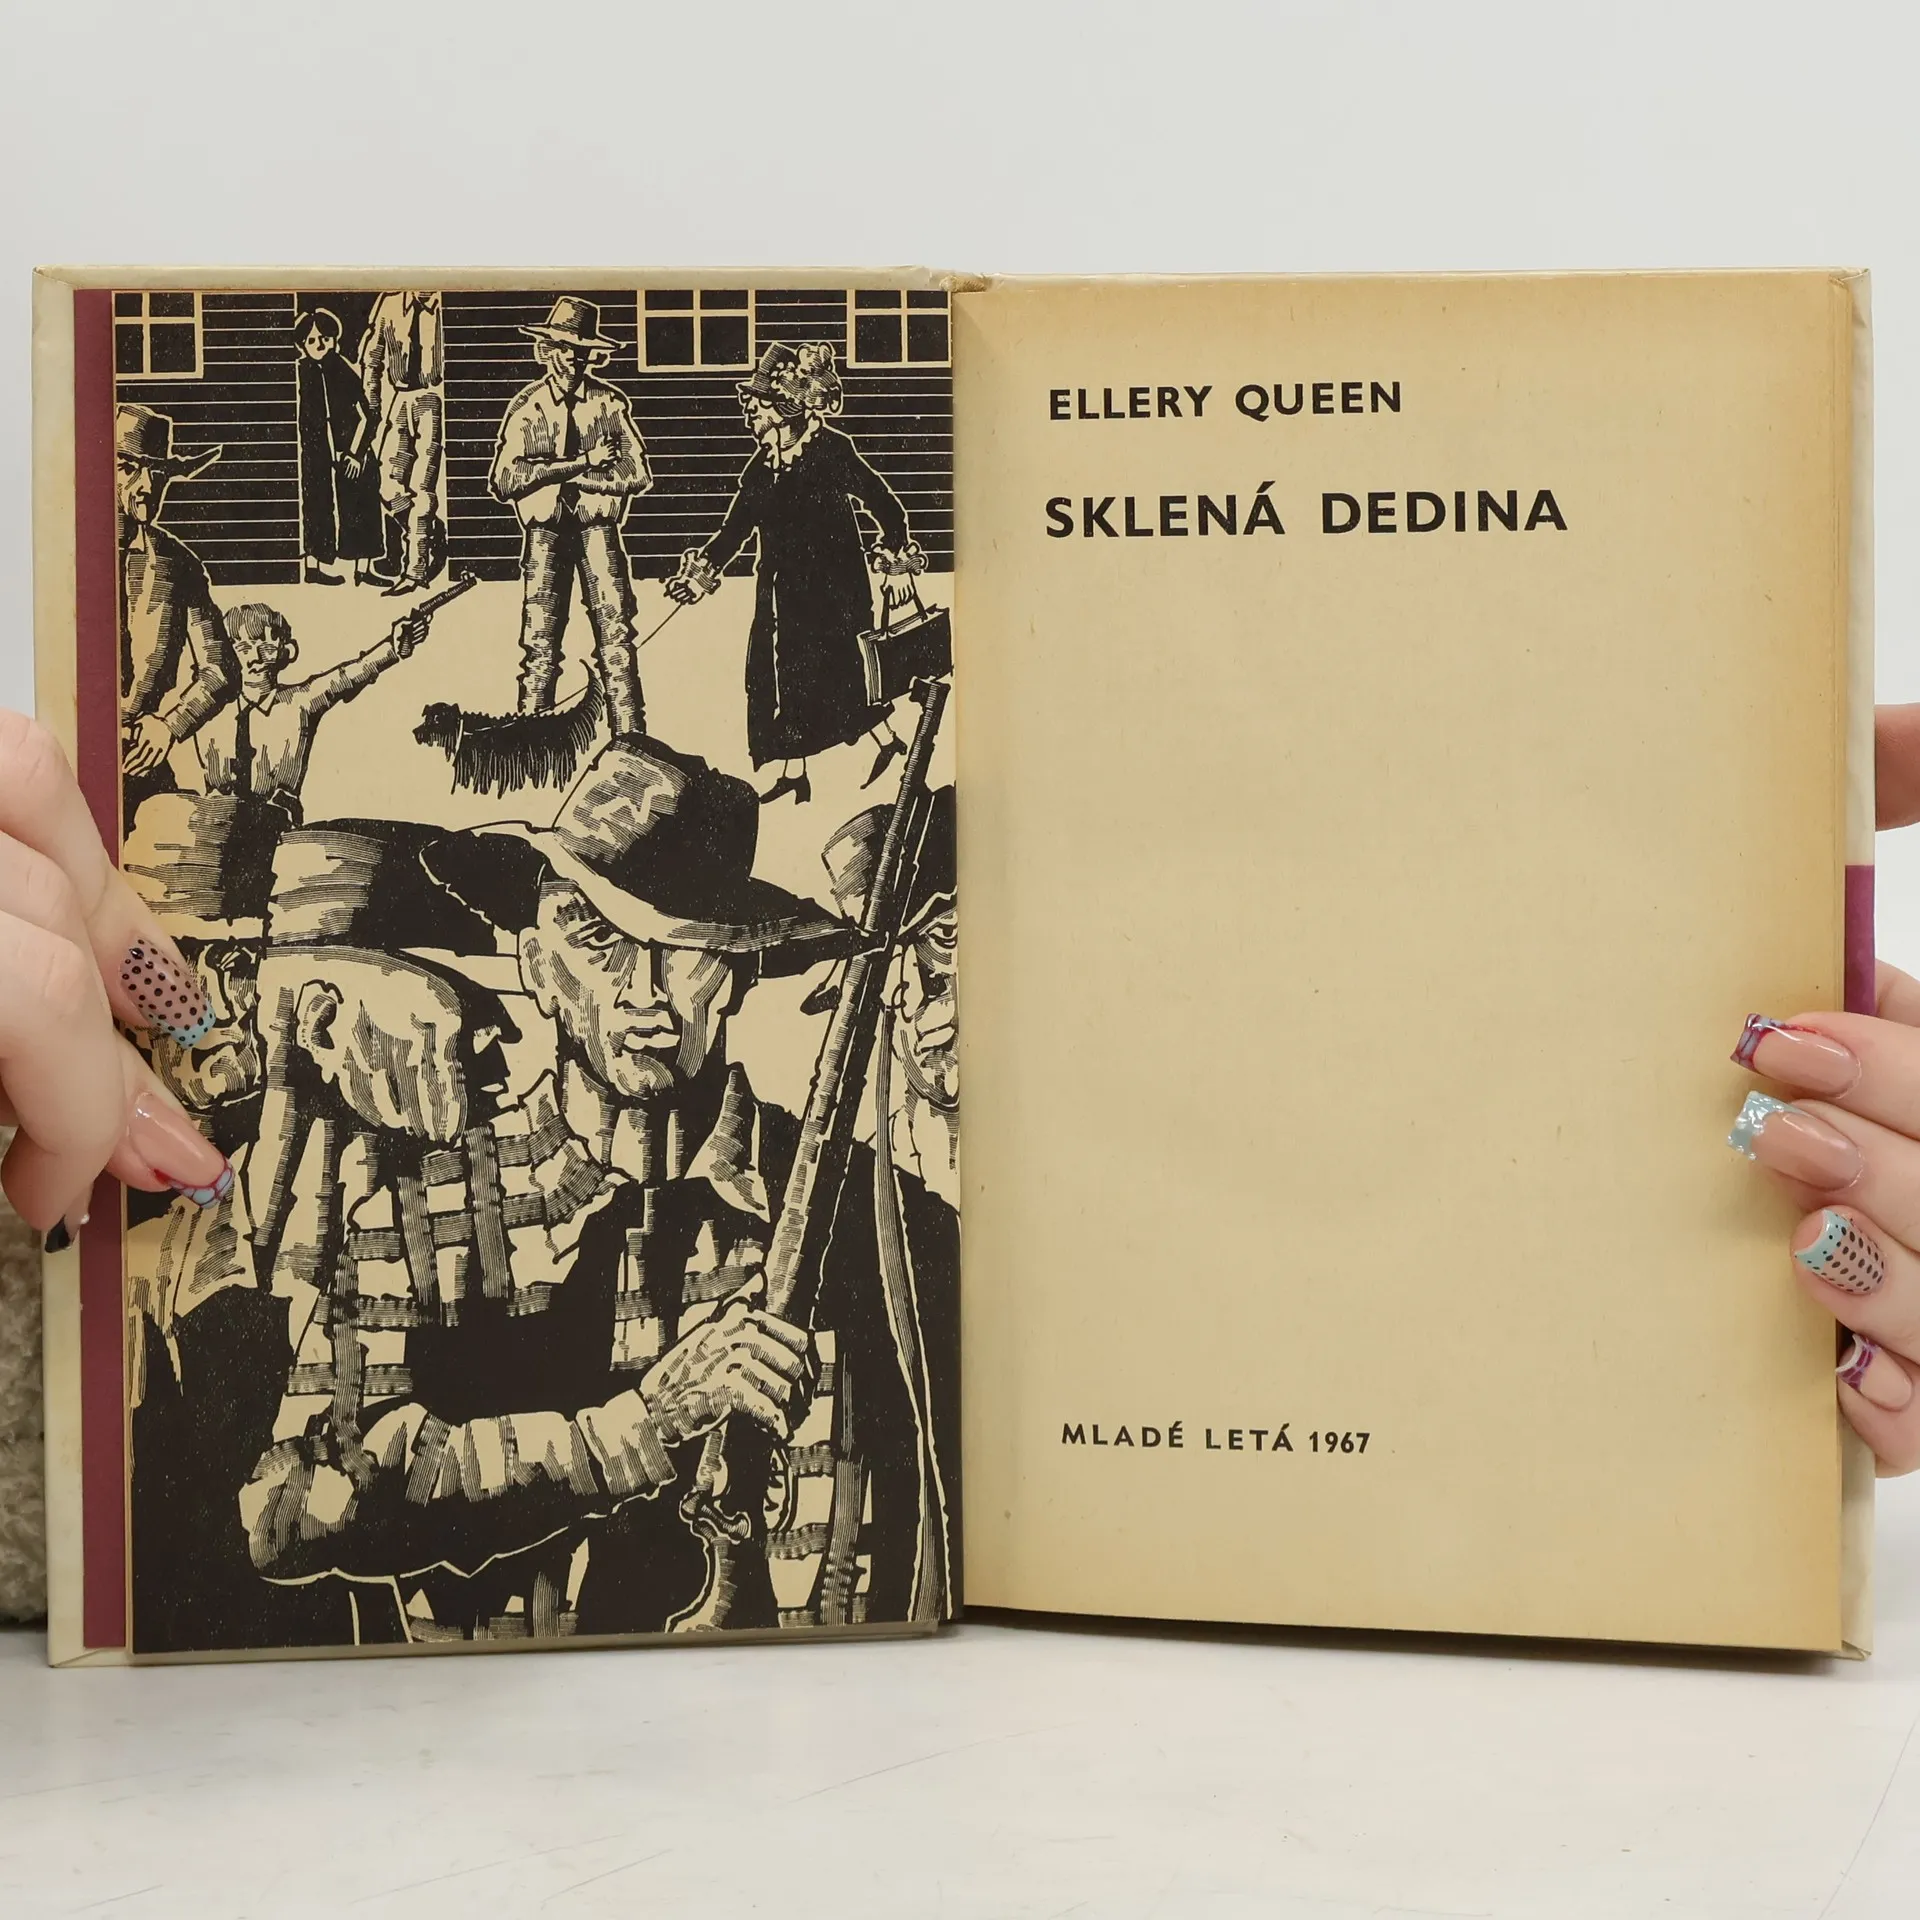 ELLERY QUEEN
SKLENÁ DEDINA
MLADÉ LETÁ 1967